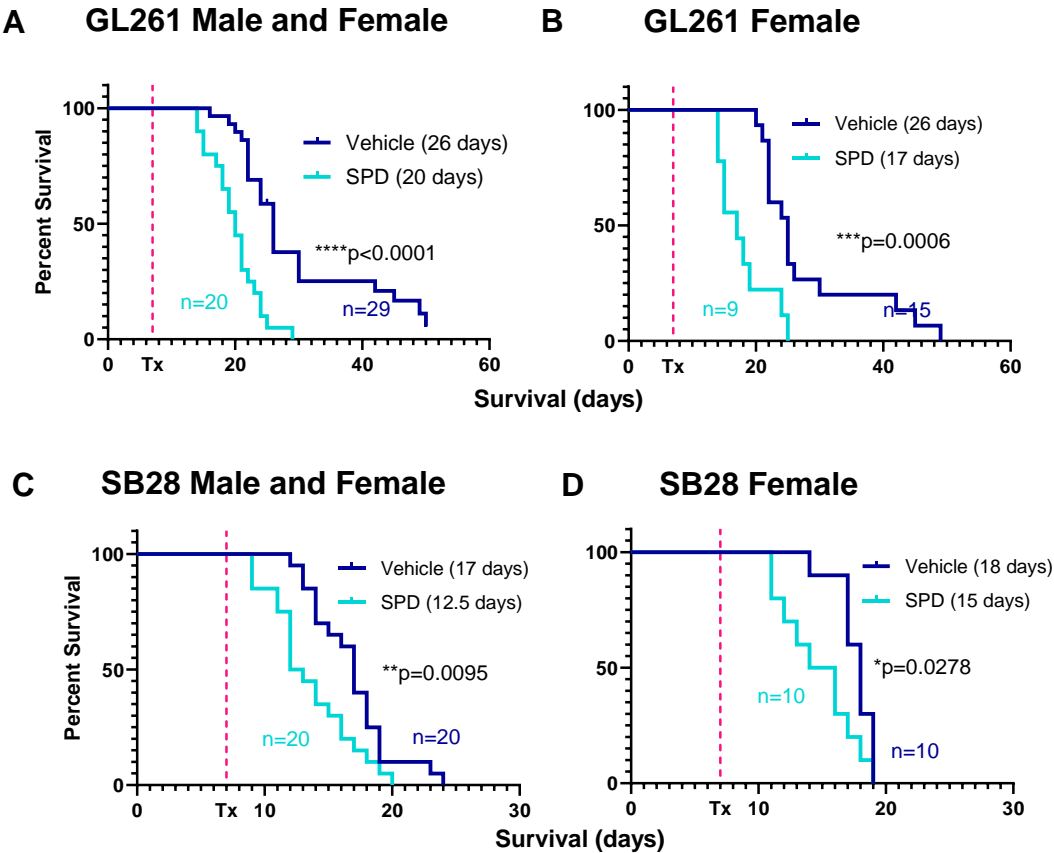 A
GL261 Male and Female
Percent Survival
100
50
0
0
Tx
20
40
60
Vehicle (26 days)
SPD (20 days)
****p<0.0001
n=20
n=29
B
GL261 Female
100
50
0
0
Tx
20
40
60
Vehicle (26 days)
SPD (17 days)
***p=0.0006
n=9
n=15
Survival (days)
C
SB28 Male and Female
Percent Survival
100
50
0
0
Tx
10
20
30
Vehicle (17 days)
SPD (12.5 days)
**p=0.0095
n=20
n=20
D
SB28 Female
100
50
0
0
Tx
10
20
30
Vehicle (18 days)
SPD (15 days)
*p=0.0278
n=10
n=10
Survival (days)